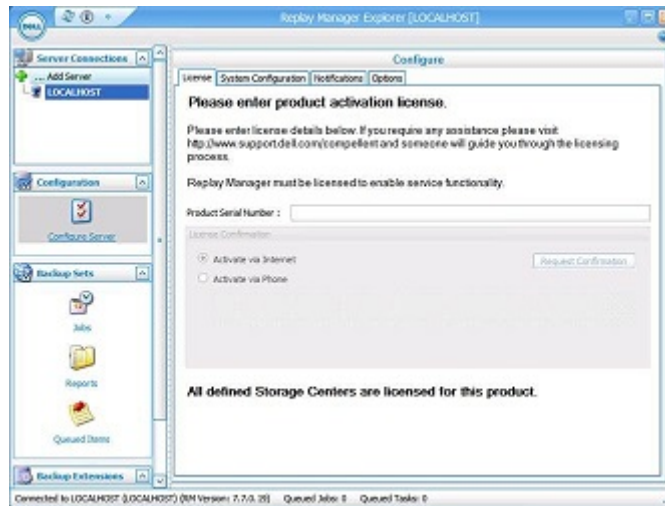 DELL
Replay Manager Explorer [LOCALHOST]
Server Connections
... Add Server
LOCALHOST
Configuration
Configure Server
Backup Sets
Jobs
Reports
Queued Items
Backup Extensions
Configure
License
System Configuration
Notifications
Options
Please enter product activation license.
Please enter license details below. If you require any assistance please visit
http://www.support.dell.com/compellent and someone will guide you through the licensing
process.
Replay Manager must be licensed to enable service functionality.
Product Serial Number :
License Confirmation
Activate via Internet
Request Confirmation
Activate via Phone
All defined Storage Centers are licensed for this product.
Connected to LOCALHOST (LOCALHOST) (RM Version: 7.7.0.19) Queued Jobs: 0 Queued Tasks: 0